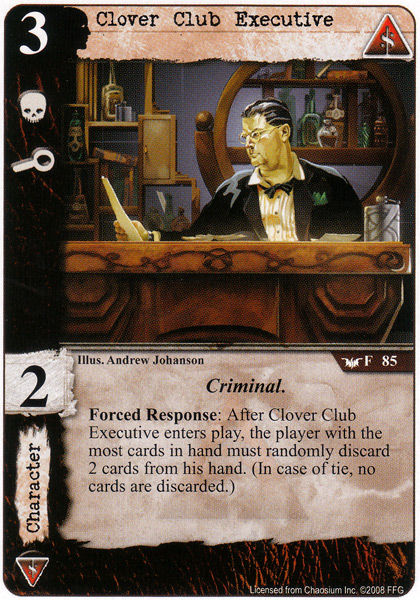 3
Clover Club Executive
Illus. Andrew Johanson
F 85
2
Criminal.
Forced Response: After Clover Club
Executive enters play, the player with the
most cards in hand must randomly discard
2 cards from his hand. (In case of tie, no
cards are discarded.)
Character
Licensed from Chaosium Inc. ©2008 FFG